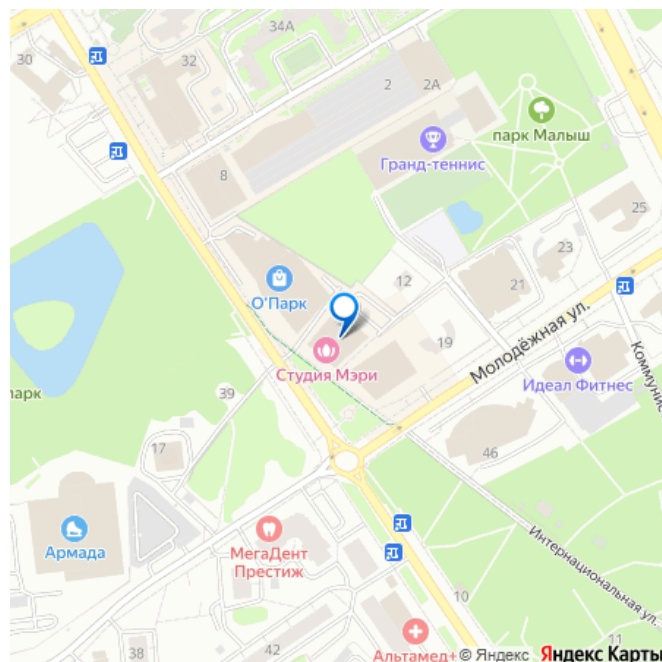 34А
30
32
2
2А
парк Малыш
Гранд-теннис
8
25
23
12
21
О'Парк
Молодёжная ул.
19
Студия Мэри
Идеал Фитнес
Коммунис
парк
39
17
46
Армада
МегаДент
Престиж
Интернациональная ул.
10
38
42
Альтамед+
11
© Яндекс Яндекс Карты